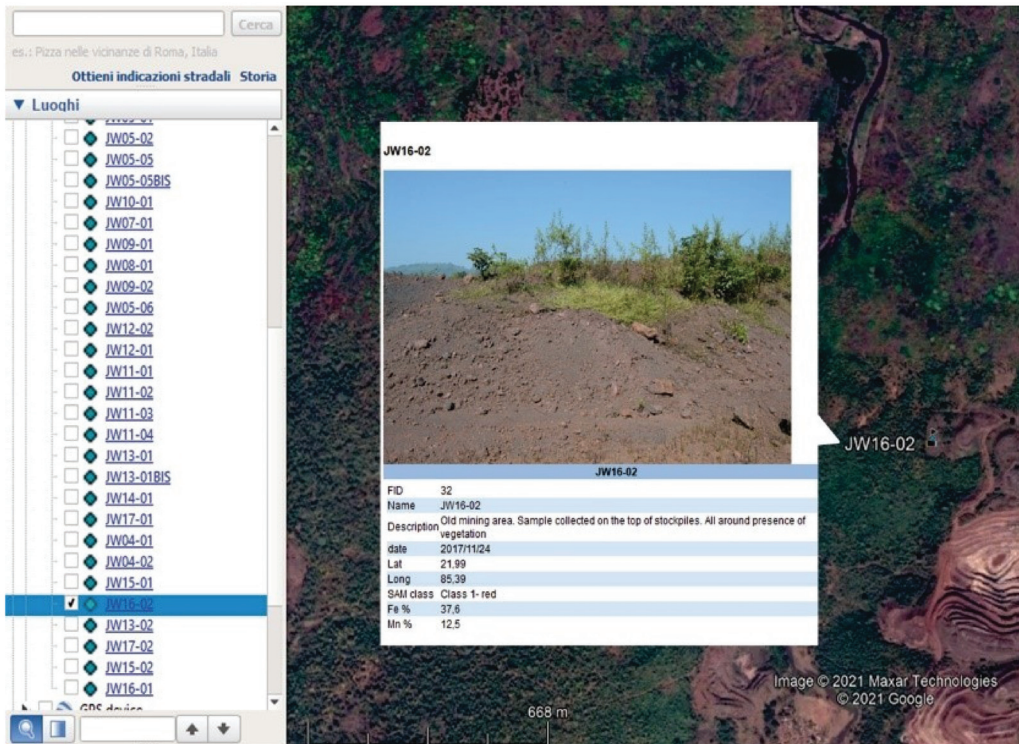 Cerca
es.: Pizza nelle vicinanze di Roma, Italia
Ottieni indicazioni stradali Storia
▼ Luoghi
JW05-02
JW05-05
JW05-05BIS
JW10-01
JW07-01
JW09-01
JW08-01
JW09-02
JW05-06
JW12-02
JW12-01
JW11-01
JW11-02
JW11-03
JW11-04
JW13-01
JW13-01BIS
JW14-01
JW17-01
JW04-01
JW04-02
JW15-01
JW16-02
JW13-02
JW17-02
JW15-02
JW16-01
GPS device
JW16-02
JW16-02
FID 32
Name JW16-02
Description Old mining area. Sample collected on the top of stockpiles. All around presence of
vegetation
date 2017/11/24
Lat 21,99
Long 85,39
SAM class Class 1- red
Fe % 37,6
Mn % 12,5
JW16-02
Image © 2021 Maxar Technologies
© 2021 Google
668 m